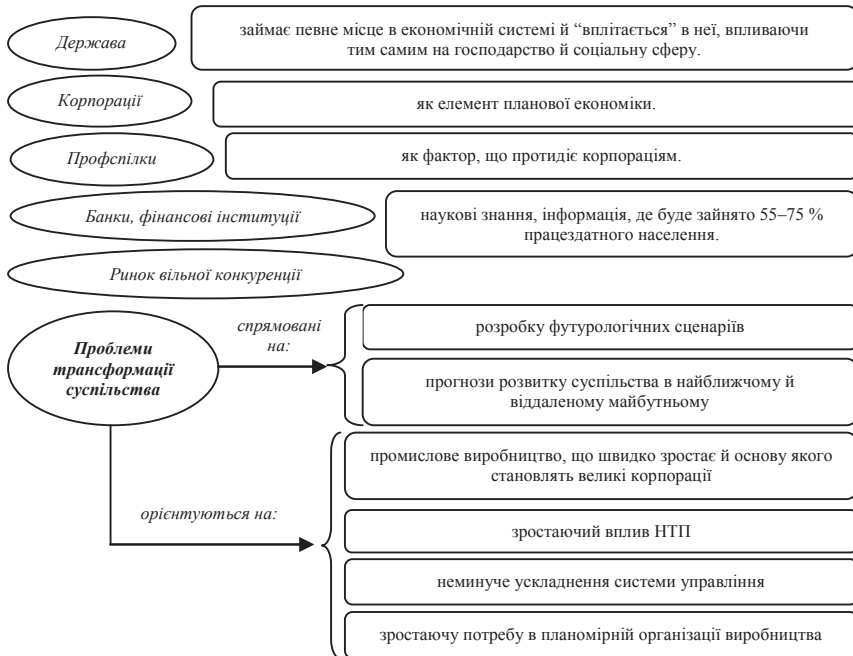 Держава
займає певне місце в економічній системі й “вплітається” в неї, впливаючи
тим самим на господарство й соціальну сферу.
Корпорації
як елемент планової економіки.
Профспілки
як фактор, що протидіє корпораціям.
Банки, фінансові інституції
наукові знання, інформація, де буде зайнято 55–75 %
працездатного населення.
Ринок вільної конкуренції
Проблеми
трансформації
суспільства
спрямовані
на:
розробку футурологічних сценаріїв
прогнози розвитку суспільства в найближчому й
віддаленому майбутньому
орієнтуються на:
промислове виробництво, що швидко зростає й основу якого
становлять великі корпорації
зростаючий вплив НТП
неминуче ускладнення системи управління
зростаючу потребу в планомірній організації виробництва